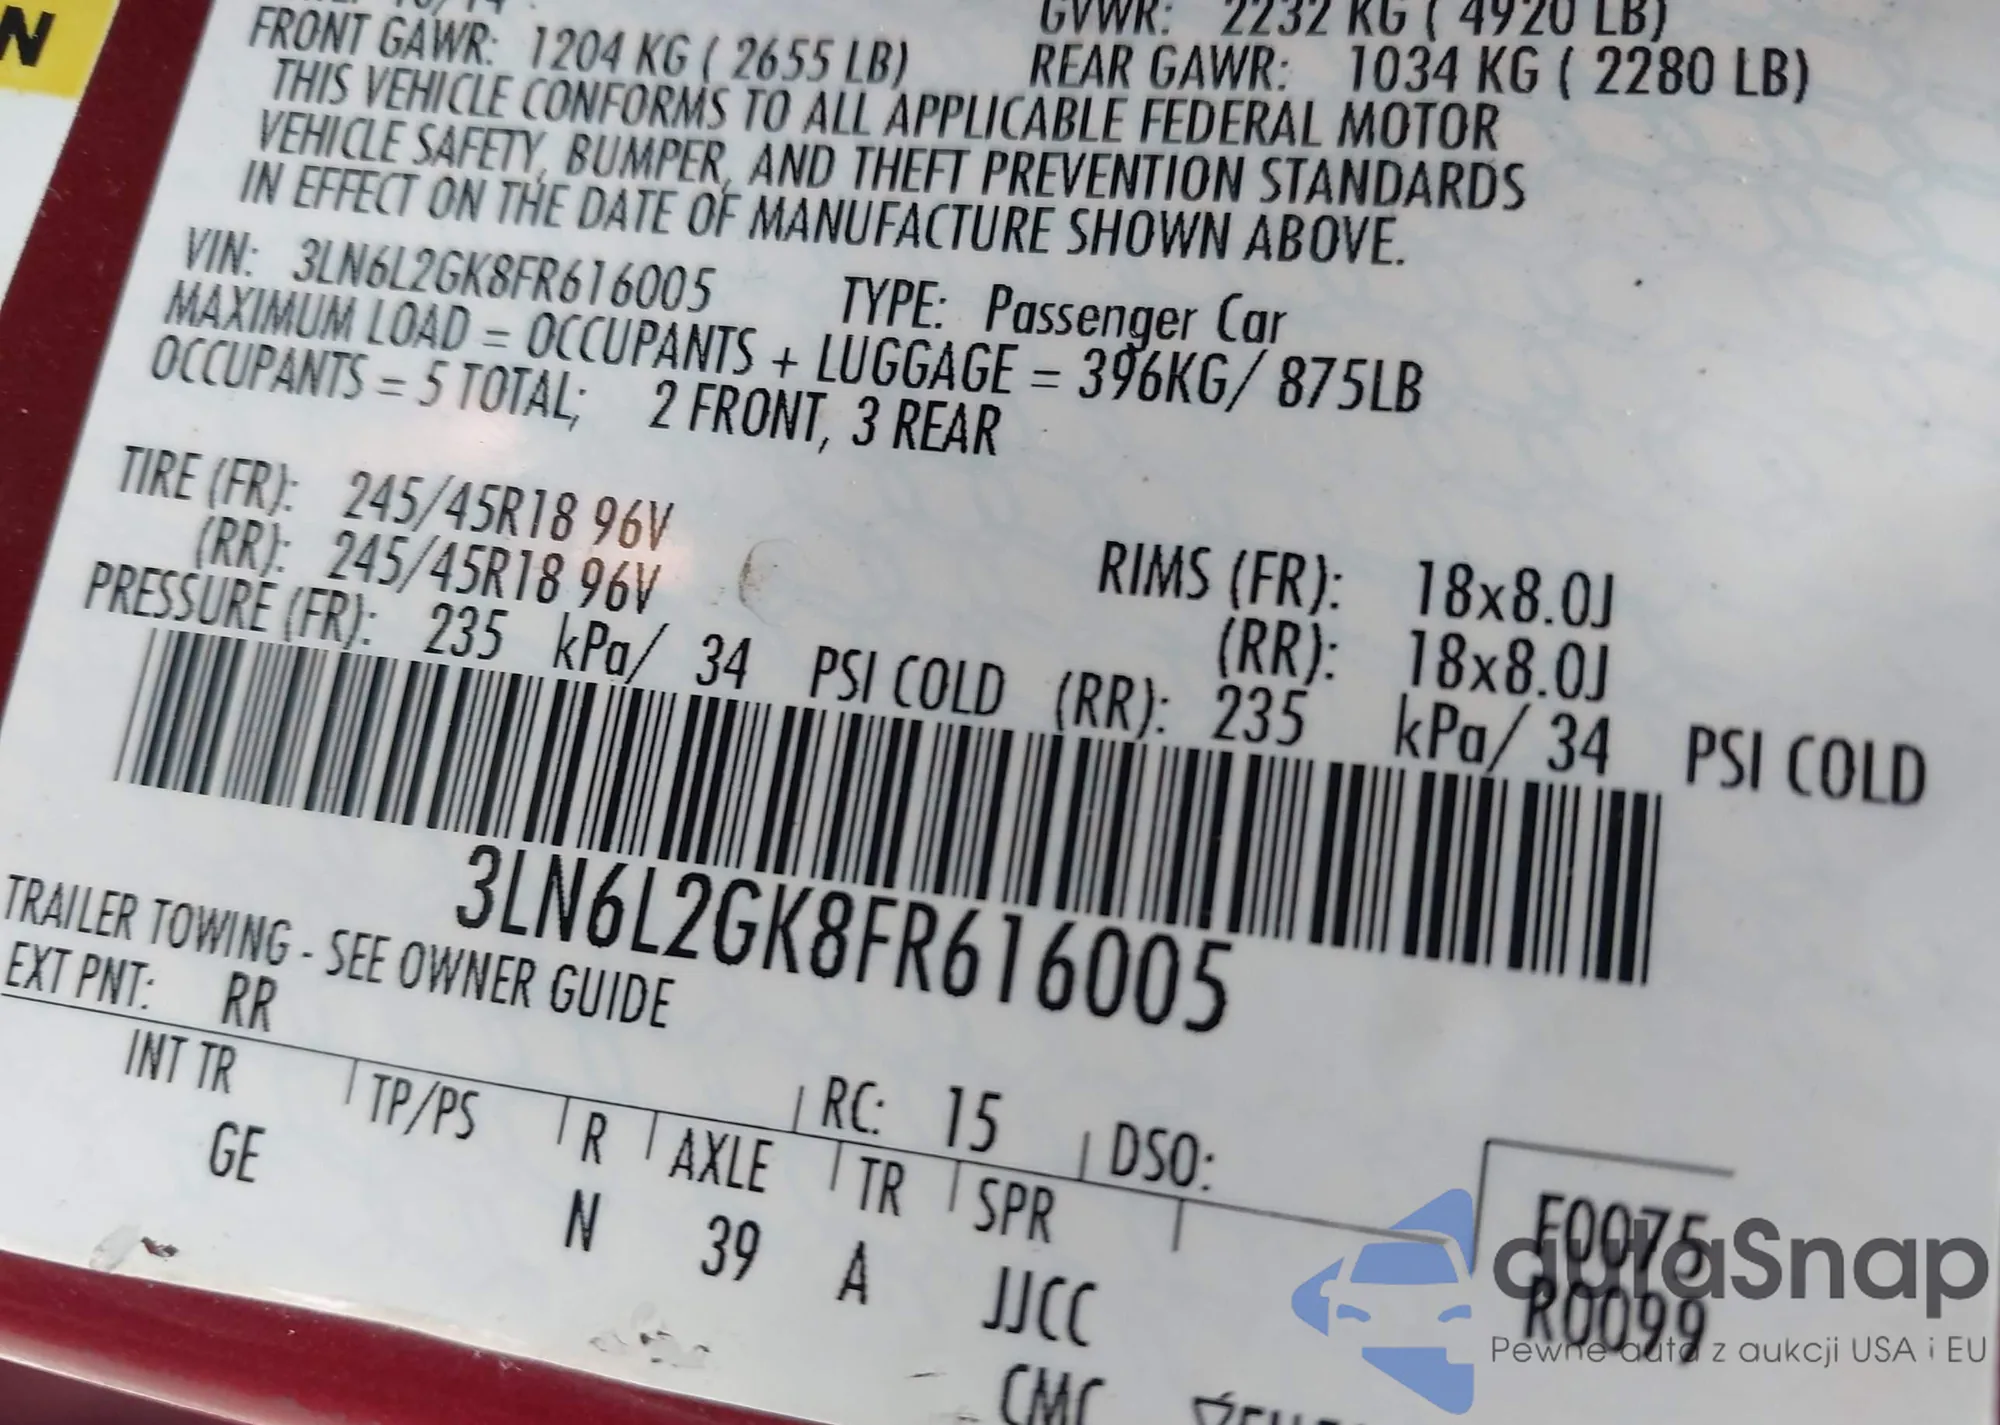 N
10/14
GVWR: 2232 KG ( 4920 LB)
FRONT GAWR: 1204 KG ( 2655 LB) REAR GAWR: 1034 KG ( 2280 LB)
THIS VEHICLE CONFORMS TO ALL APPLICABLE FEDERAL MOTOR
VEHICLE SAFETY, BUMPER, AND THEFT PREVENTION STANDARDS
IN EFFECT ON THE DATE OF MANUFACTURE SHOWN ABOVE.
VIN: 3LN6L2GK8FR616005 TYPE: Passenger Car
MAXIMUM LOAD = OCCUPANTS + LUGGAGE = 396KG/ 875LB
OCCUPANTS = 5 TOTAL; 2 FRONT, 3 REAR
TIRE (FR): 245/45R18 96V RIMS (FR): 18x8.0J
(RR): 245/45R18 96V (RR): 18x8.0J
PRESSURE (FR): 235 kPa/ 34 PSI COLD (RR): 235 kPa/ 34 PSI COLD
3LN6L2GK8FR616005
TRAILER TOWING - SEE OWNER GUIDE
EXT PNT: RR RC: 15 DSO:
INT TR TP/PS R AXLE TR SPR
GE N 39 A JJCC
F0075
R0099
CMC
autaSnap
Pewne auta z aukcji USA i EU